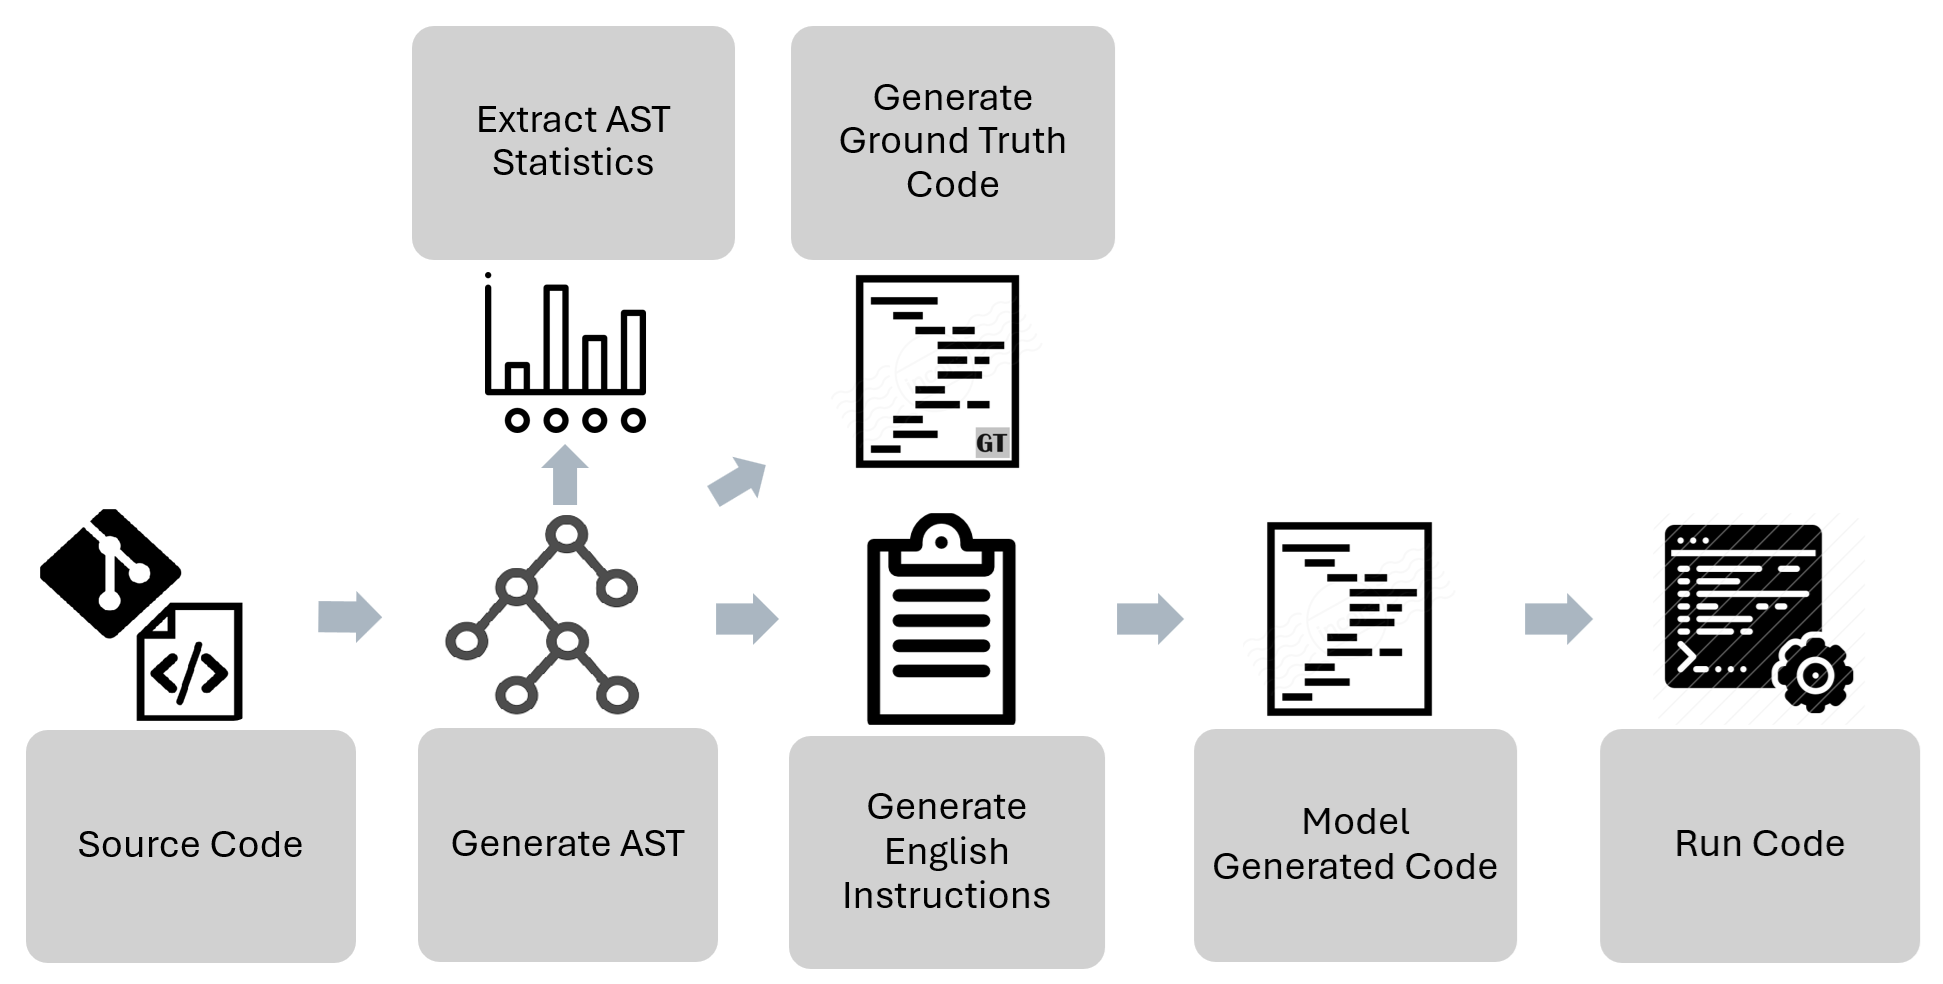 Extract AST
Statistics
Generate
Ground Truth
Code
GT
Source Code
Generate AST
Generate
English
Instructions
Model
Generated Code
Run Code